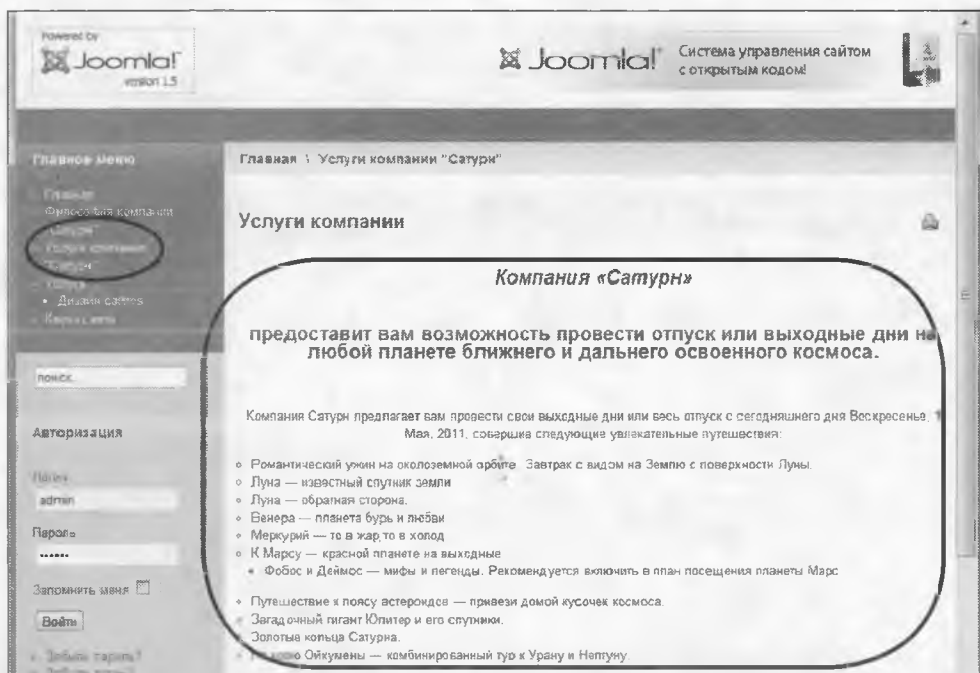 Powered by
Joomla!
version 1.5
Joomla!
Система управления сайтом
с открытым кодом!
Главное меню
Главная \ Услуги компании "Сатурн"
Главная
Философия компании
"Сатурн"
Услуги компании
"Сатурн"
Дизайн сайтов
Услуги компании
Компания «Сатурн»
предоставит вам возможность провести отпуск или выходные дни на
любой планете ближнего и дальнего освоенного космоса.
Компания Сатурн предлагает вам провести свои выходные дни или весь отпуск с сегодняшнего дня Воскресенье, 1
Мая, 2011, совершив следующие увлекательные путешествия:
Романтический ужин на околоземной орбите. Завтрак с видом на Землю с поверхности Луны.
Луна — известный спутник земли
Луна — обратная сторона.
Венера — планета бурь и любви
Меркурий — то в жар,то в холод
К Марсу — красной планете на выходные
Фобос и Деймос — мифы и легенды. Рекомендуется включить в план посещения планеты Марс
Путешествие к поясу астероидов — привези домой кусочек космоса.
Загадочный гигант Юпитер и его спутники.
Золотые кольца Сатурна.
Ойкумены — комбинированный тур к Урану и Нептуну.
поиск...
Авторизация
Логин
admin
Пароль
••••••
Запомнить меня
Войти
Забыли пароль?